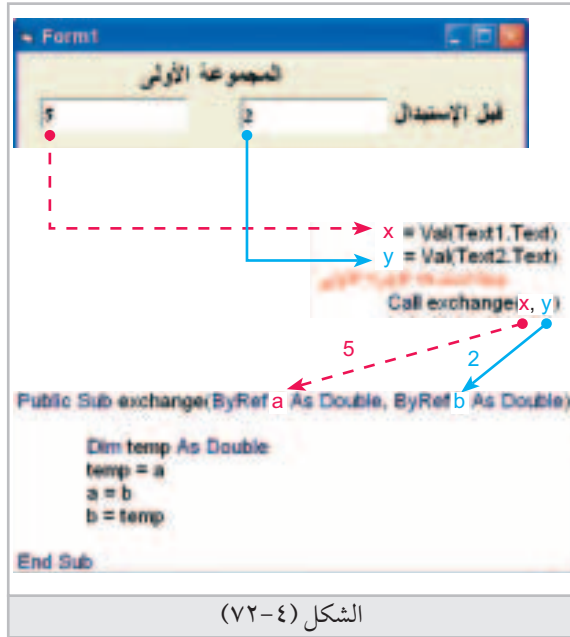 Form1
المجموعة الأولى
قبل الإستبدال 2 5
x = Val(Text1.Text)
y = Val(Text2.Text)
Call exchange(x, y)
5 2
Public Sub exchange(ByRef a As Double, ByRef b As Double)
Dim temp As Double
temp = a
a = b
b = temp
End Sub
الشكل (٤-٧٢)